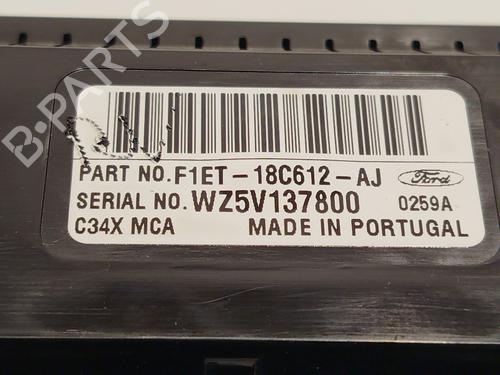 B-PARTS
PART NO. F1ET-18C612-AJ Ford
SERIAL NO. WZ5V137800 0259A
C34X MCA MADE IN PORTUGAL